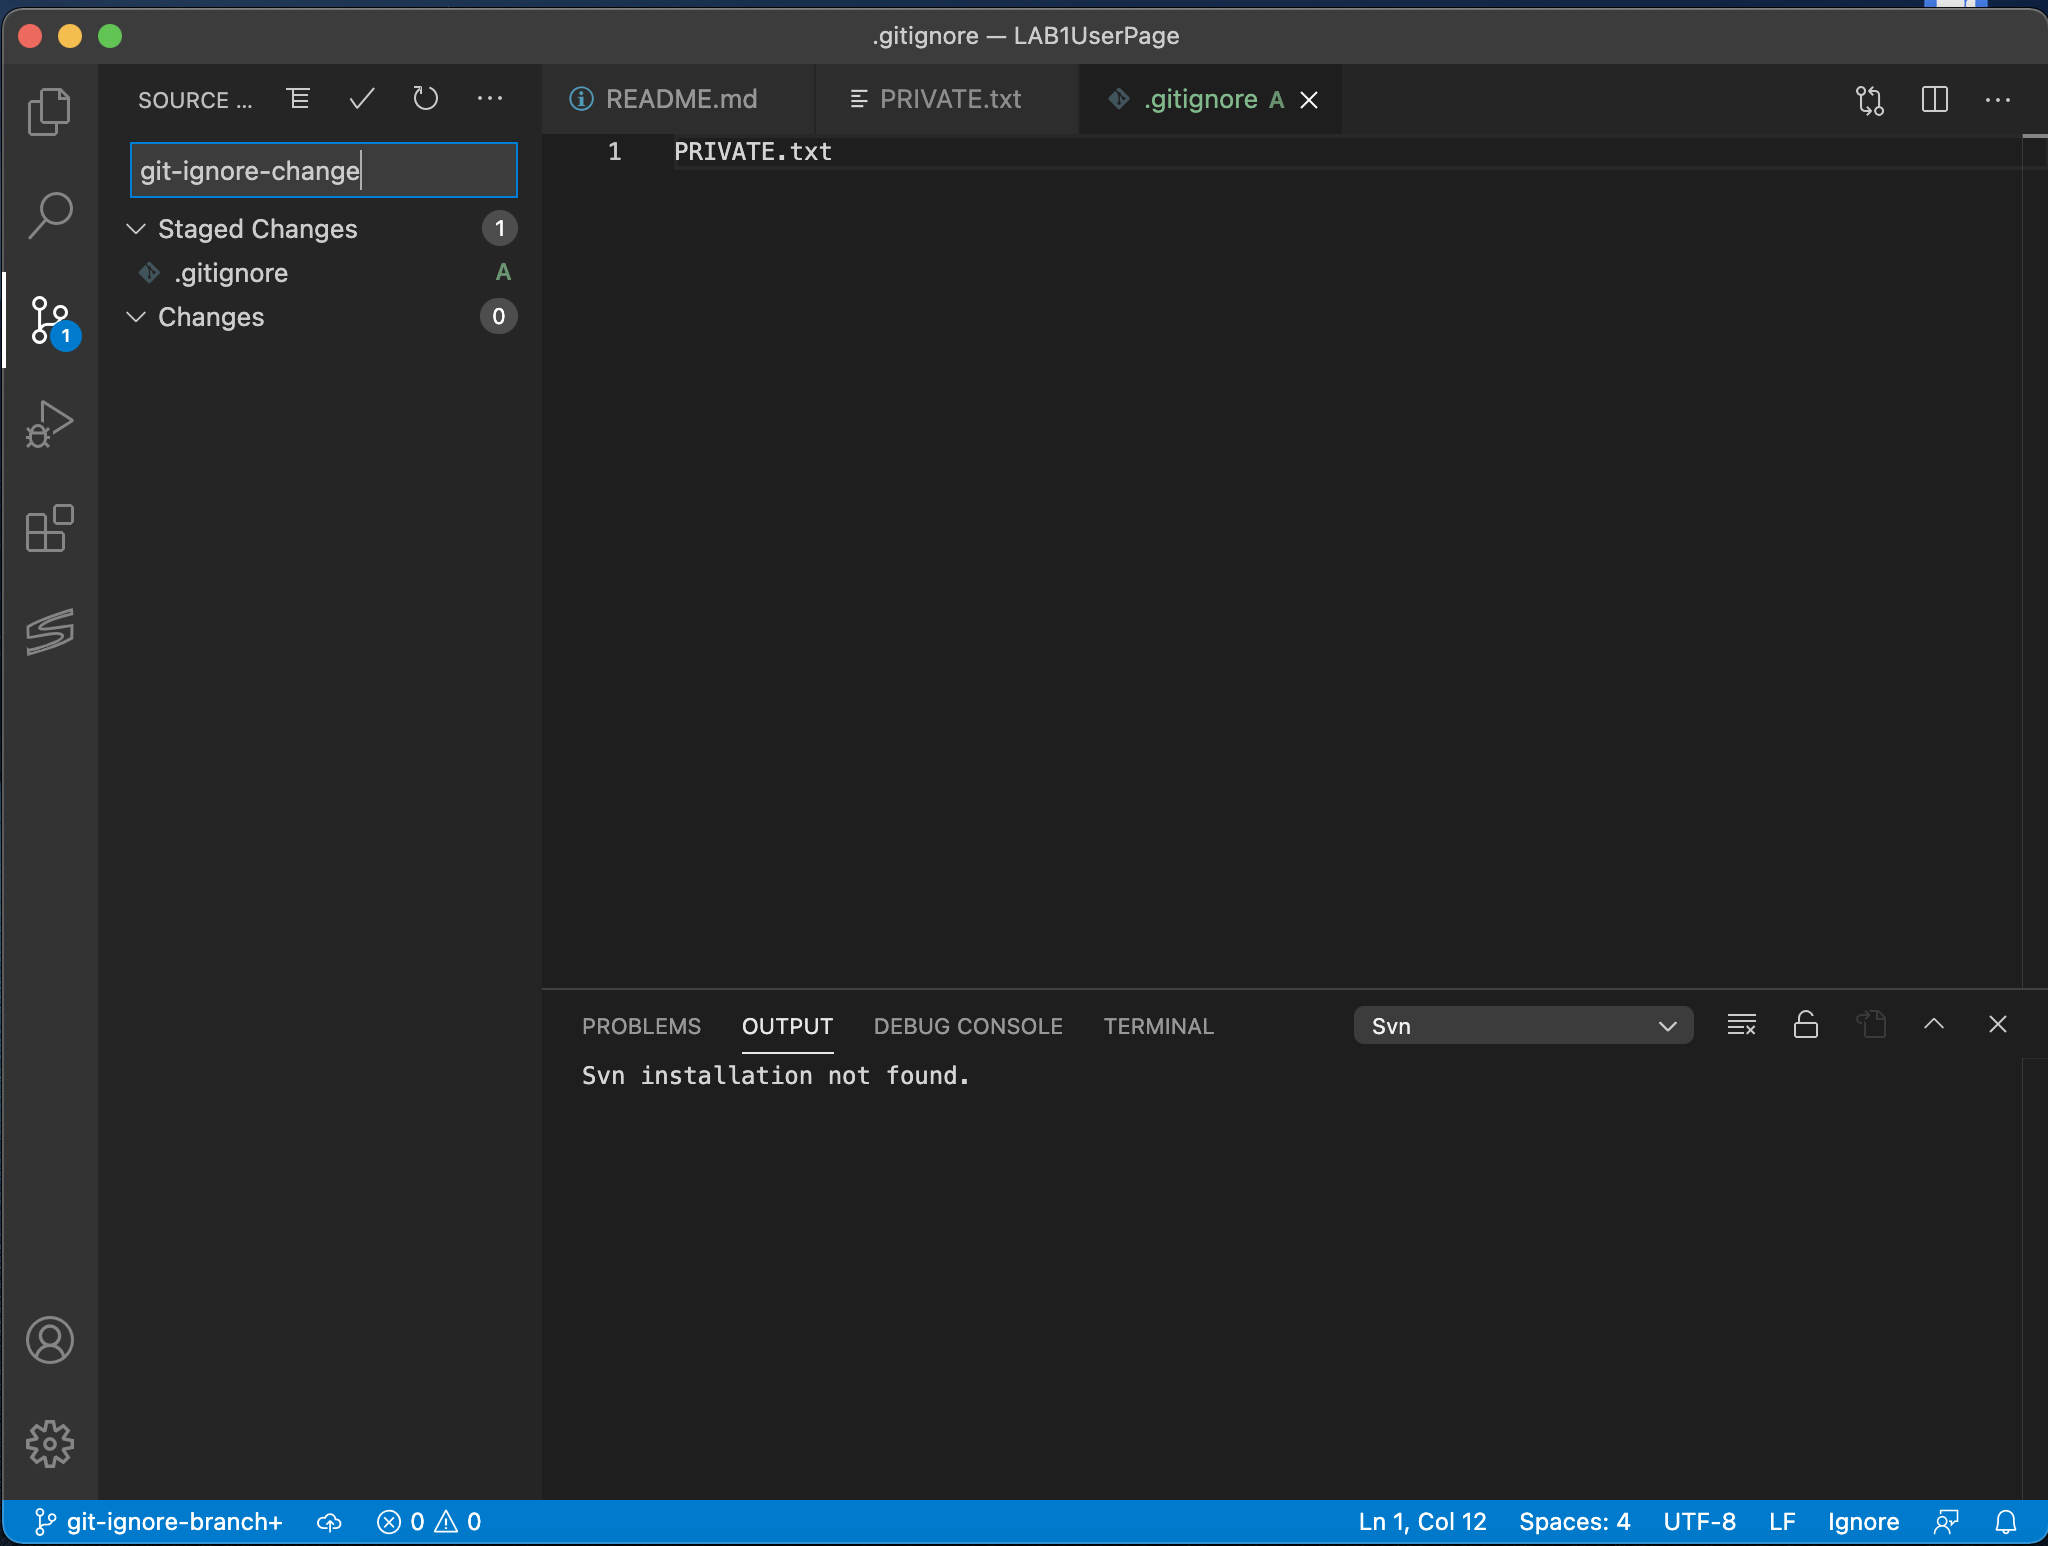 .gitignore — LAB1UserPage
SOURCE ...
README.md
PRIVATE.txt
.gitignore A
git-ignore-change
1 PRIVATE.txt
Staged Changes 1
.gitignore A
Changes 0
1
PROBLEMS OUTPUT DEBUG CONSOLE TERMINAL Svn
Svn installation not found.
git-ignore-branch+ 0 0 Ln 1, Col 12 Spaces: 4 UTF-8 LF Ignore